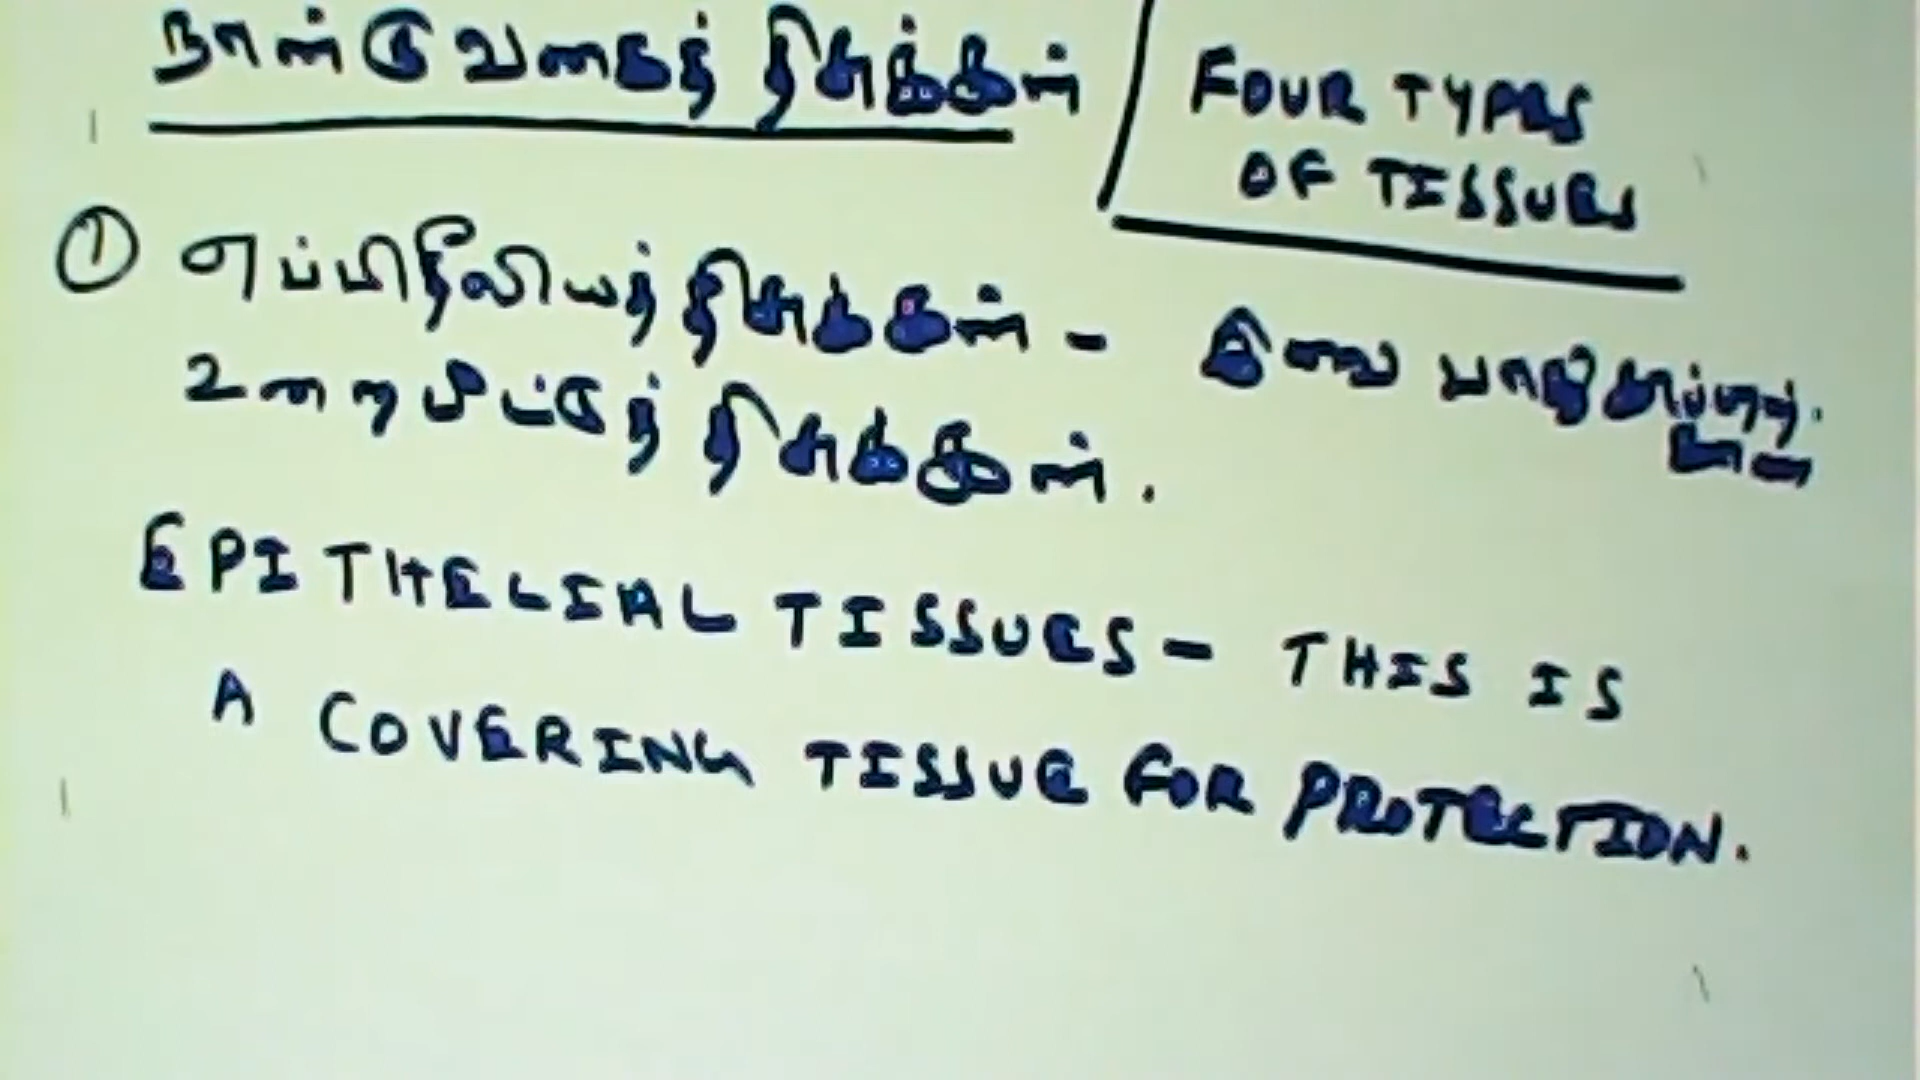 நான்கு வகைத் திசுக்கள்
FOUR TYPES
OF TISSUES
① எப்பிதீலியத் திசுக்கள் - இவை பாதுகாப்புத்
உறையீட்டுத் திசுக்கள்.
EPITHELIAL TISSUES - THIS IS
A COVERING TISSUE FOR PROTECTION.